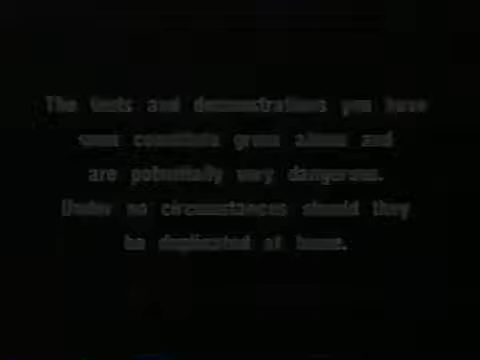 The tests and demonstrations you have
seen constitute gross abuse and
are potentially very dangerous.
Under no circumstances should they
be duplicated at home.